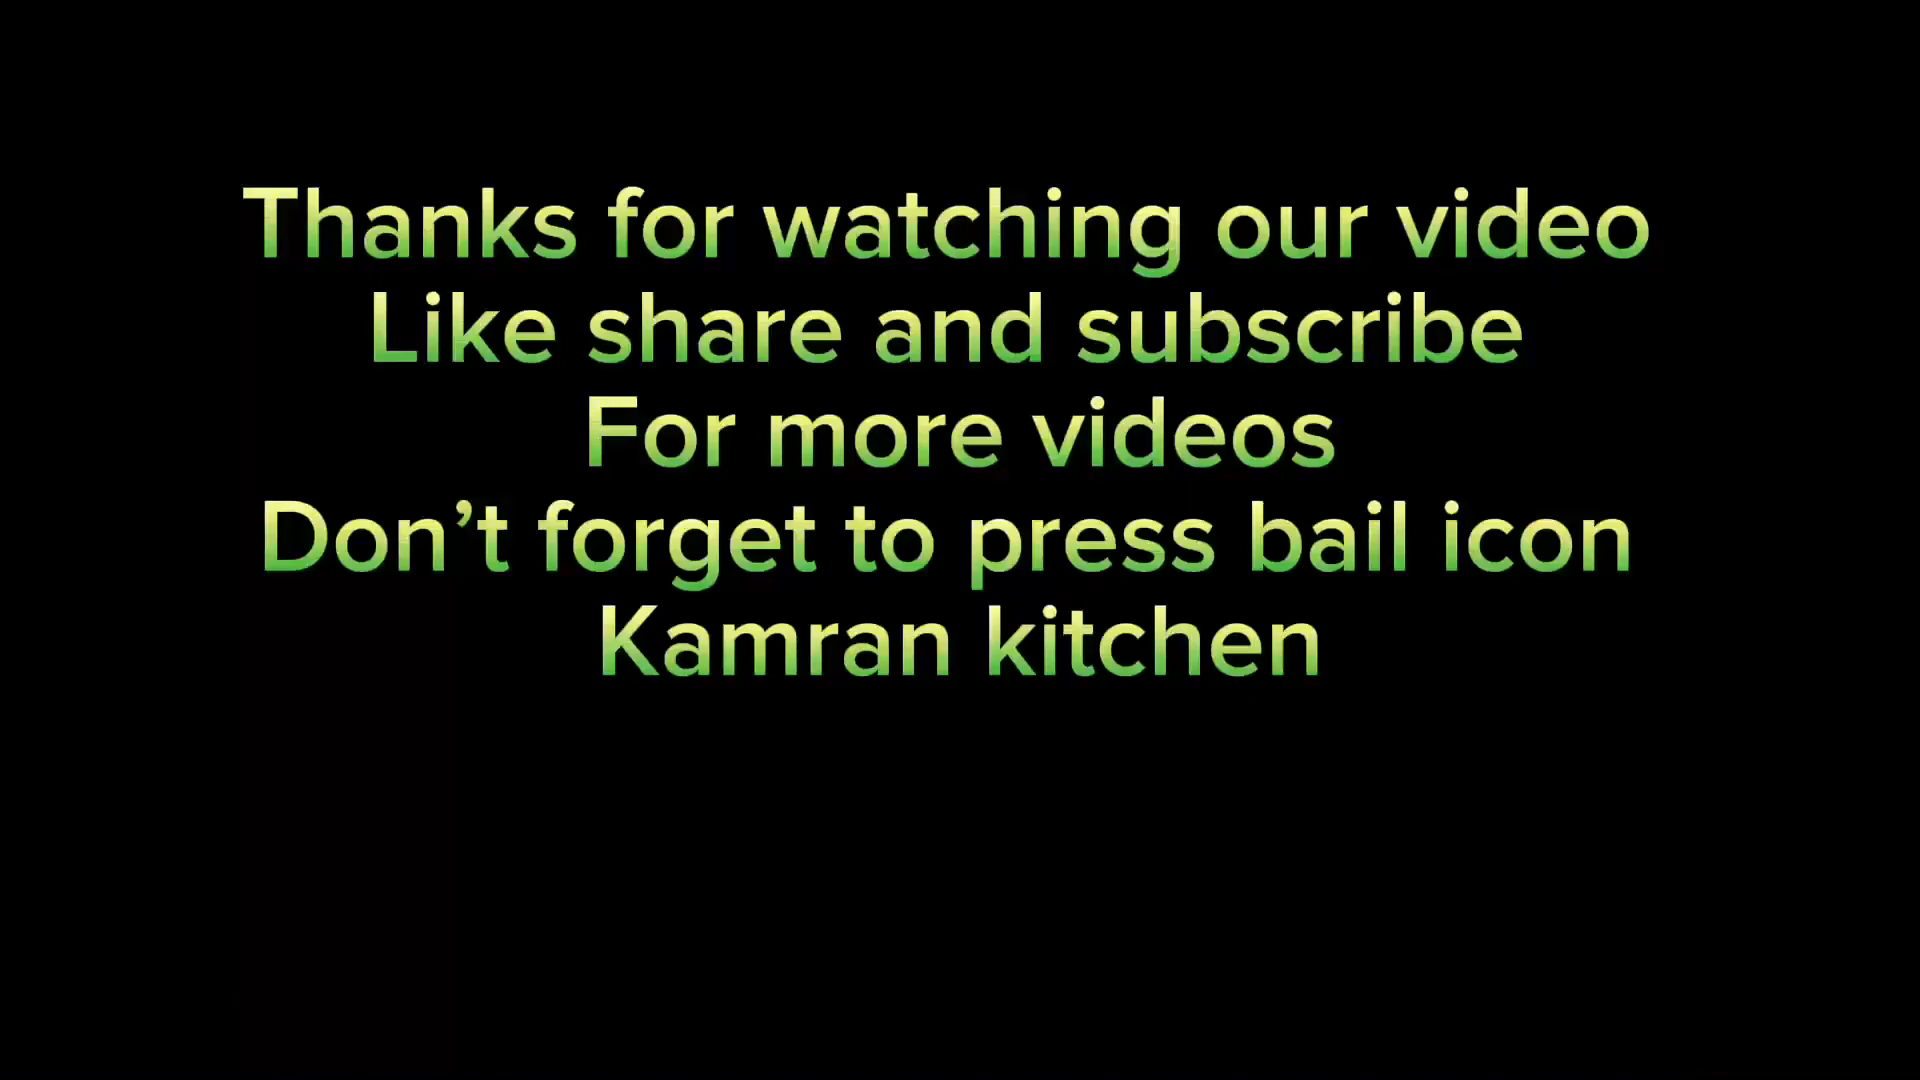 Thanks for watching our video
Like share and subscribe
For more videos
Don’t forget to press bail icon
Kamran kitchen